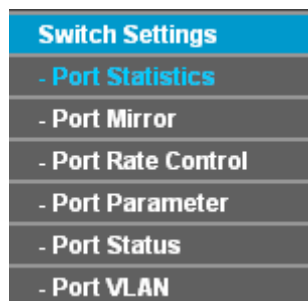 Switch Settings
- Port Statistics
- Port Mirror
- Port Rate Control
- Port Parameter
- Port Status
- Port VLAN